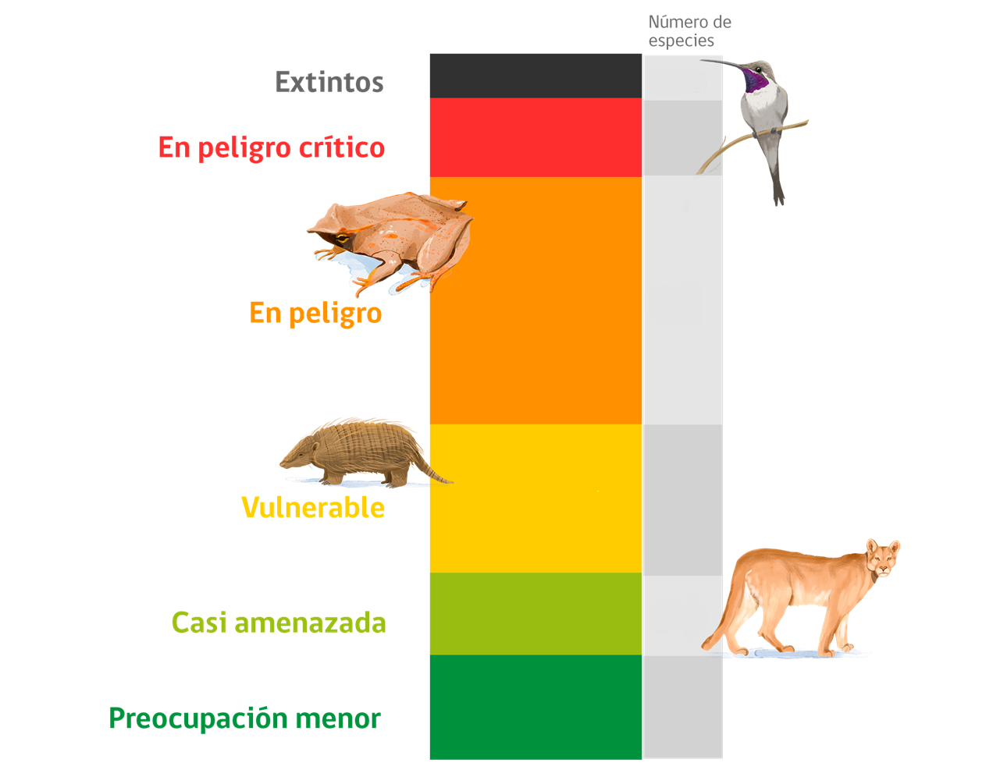 Número de
especies
Extintos
En peligro crítico
En peligro
Vulnerable
Casi amenazada
Preocupación menor